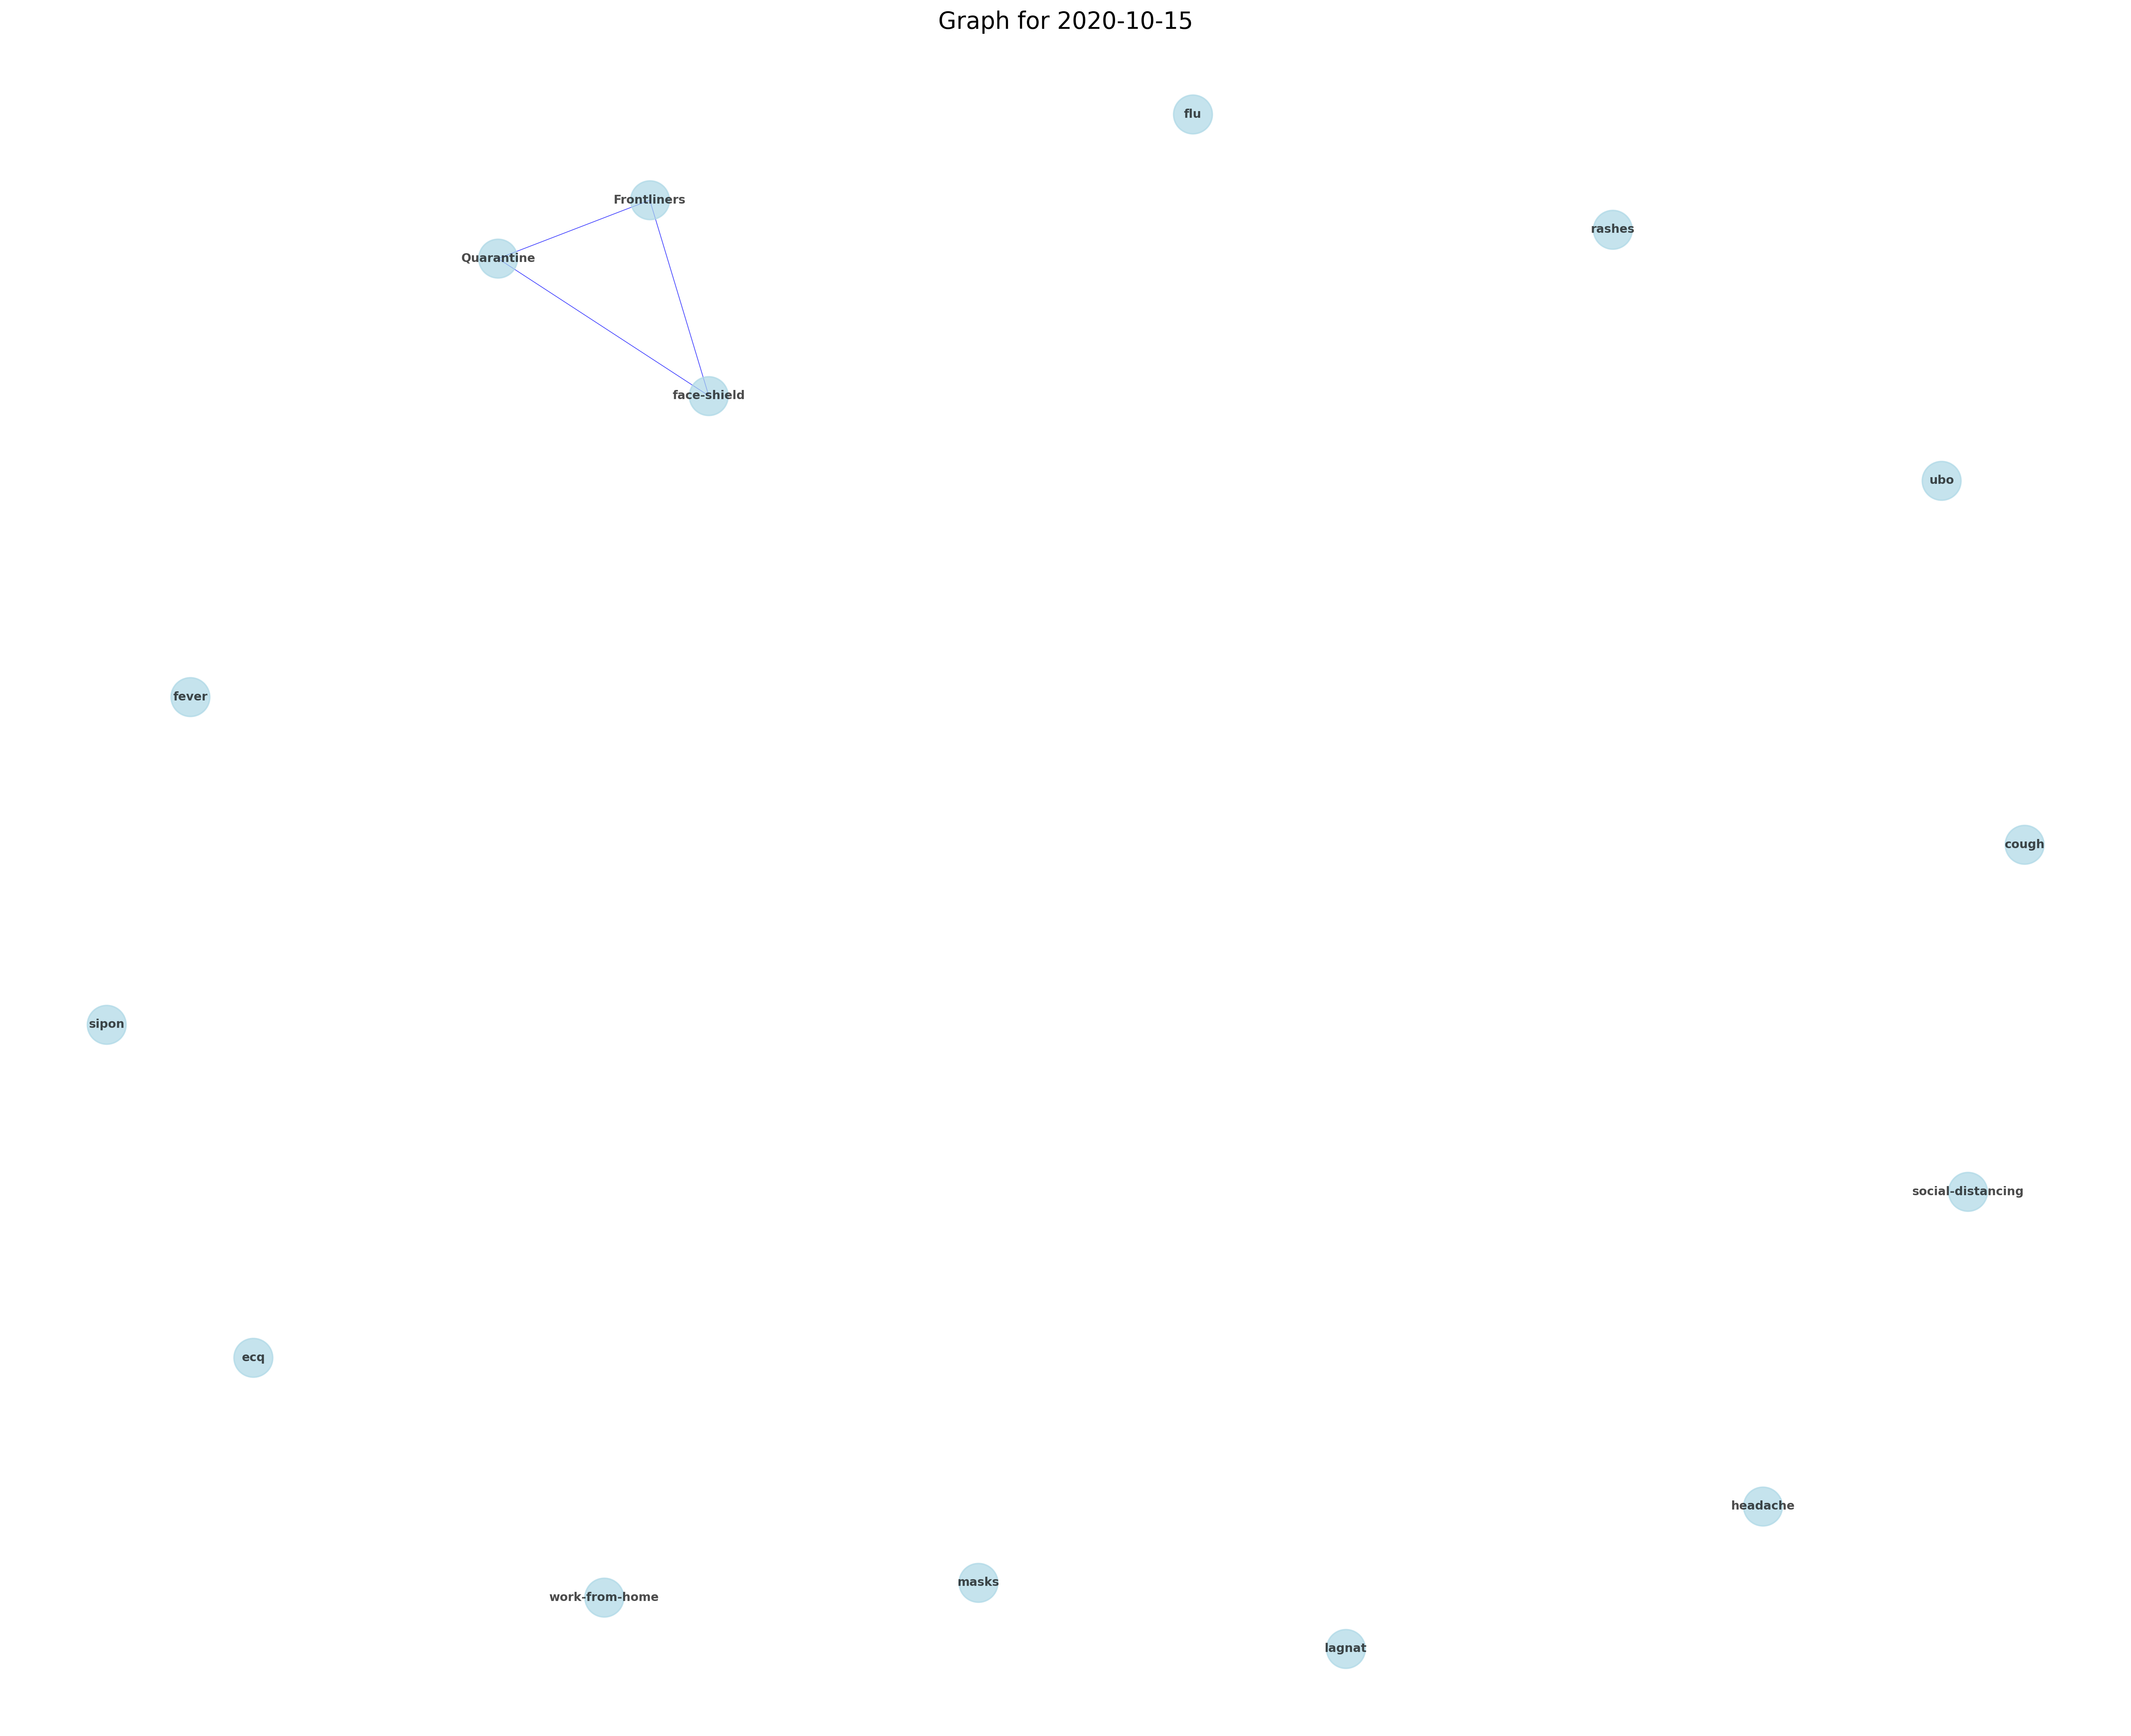 Graph for 2020-10-15
flu
Frontliners
rashes
Quarantine
face-shield
ubo
fever
cough
sipon
social-distancing
ecq
headache
masks
work-from-home
lagnat